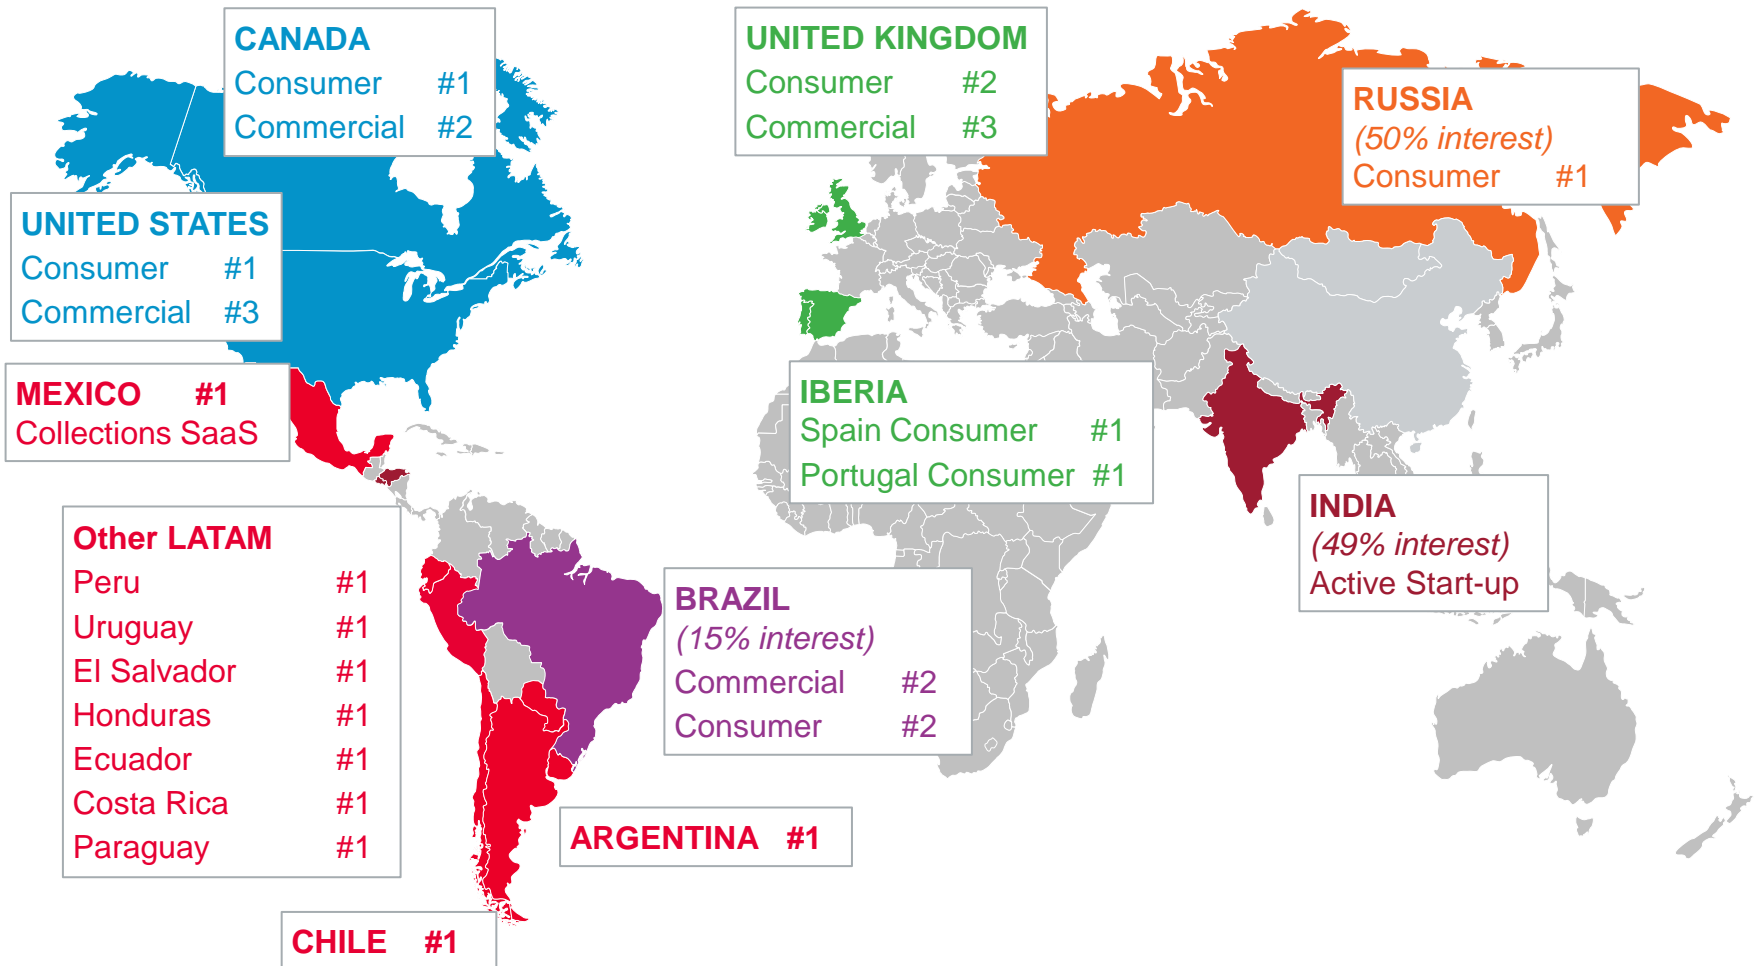 CANADA
Consumer #1
Commercial #2
UNITED KINGDOM
Consumer #2
Commercial #3
RUSSIA
(50% interest)
Consumer #1
UNITED STATES
Consumer #1
Commercial #3
MEXICO #1
Collections SaaS
IBERIA
Spain Consumer #1
Portugal Consumer #1
INDIA
(49% interest)
Active Start-up
Other LATAM
Peru #1
Uruguay #1
El Salvador #1
Honduras #1
Ecuador #1
Costa Rica #1
Paraguay #1
BRAZIL
(15% interest)
Commercial #2
Consumer #2
ARGENTINA #1
CHILE #1